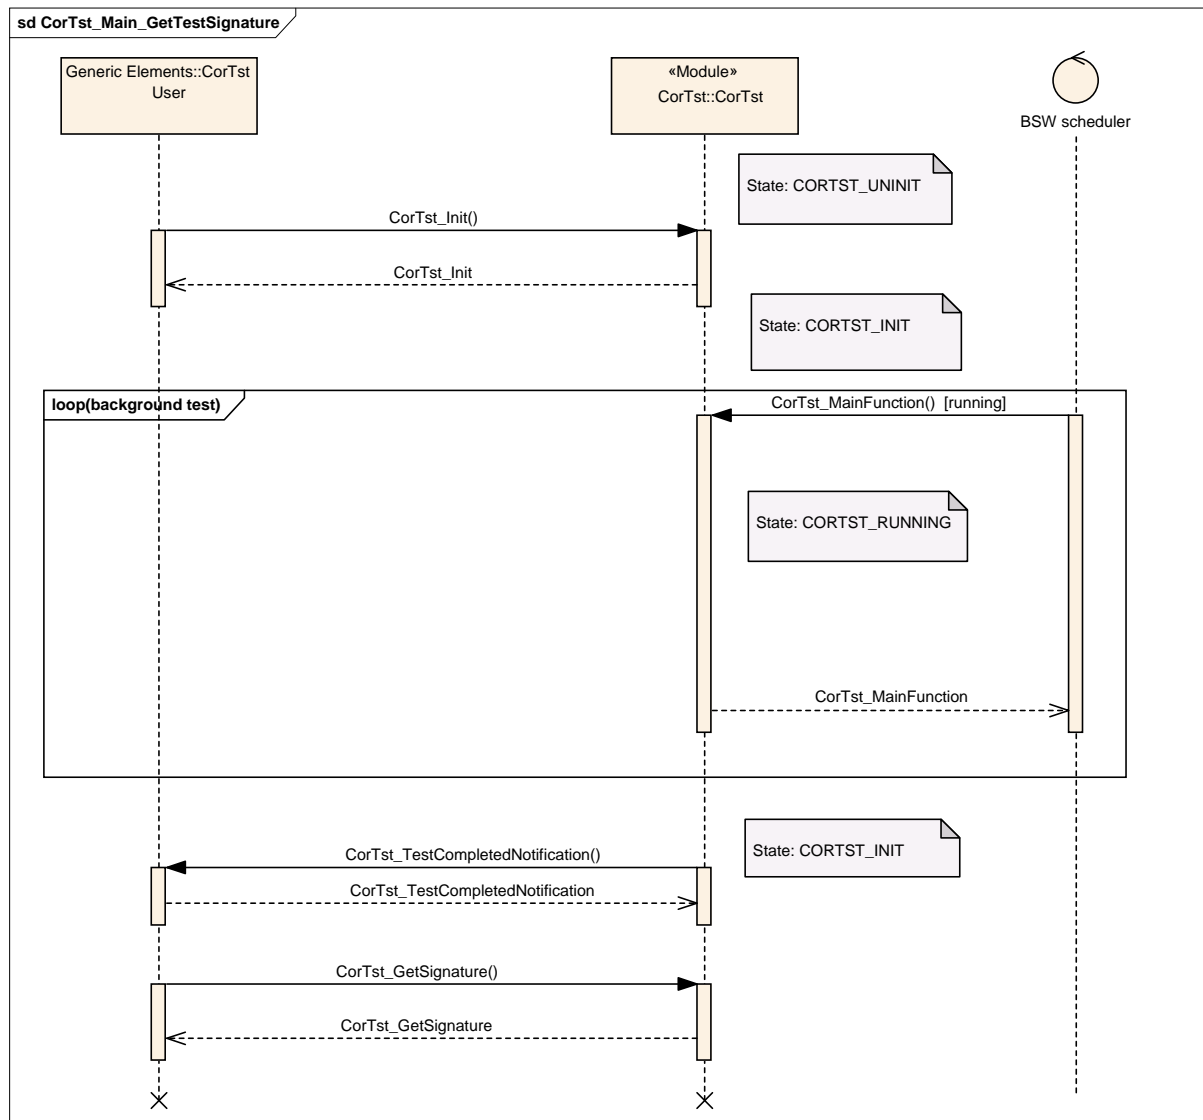 sd CorTst_Main_GetTestSignature
Generic Elements::CorTst
User
«Module»
CorTst::CorTst
BSW scheduler
State: CORTST_UNINIT
CorTst_Init()
CorTst_Init
State: CORTST_INIT
loop(background test)
CorTst_MainFunction() [running]
State: CORTST_RUNNING
CorTst_MainFunction
State: CORTST_INIT
CorTst_TestCompletedNotification()
CorTst_TestCompletedNotification
CorTst_GetSignature()
CorTst_GetSignature